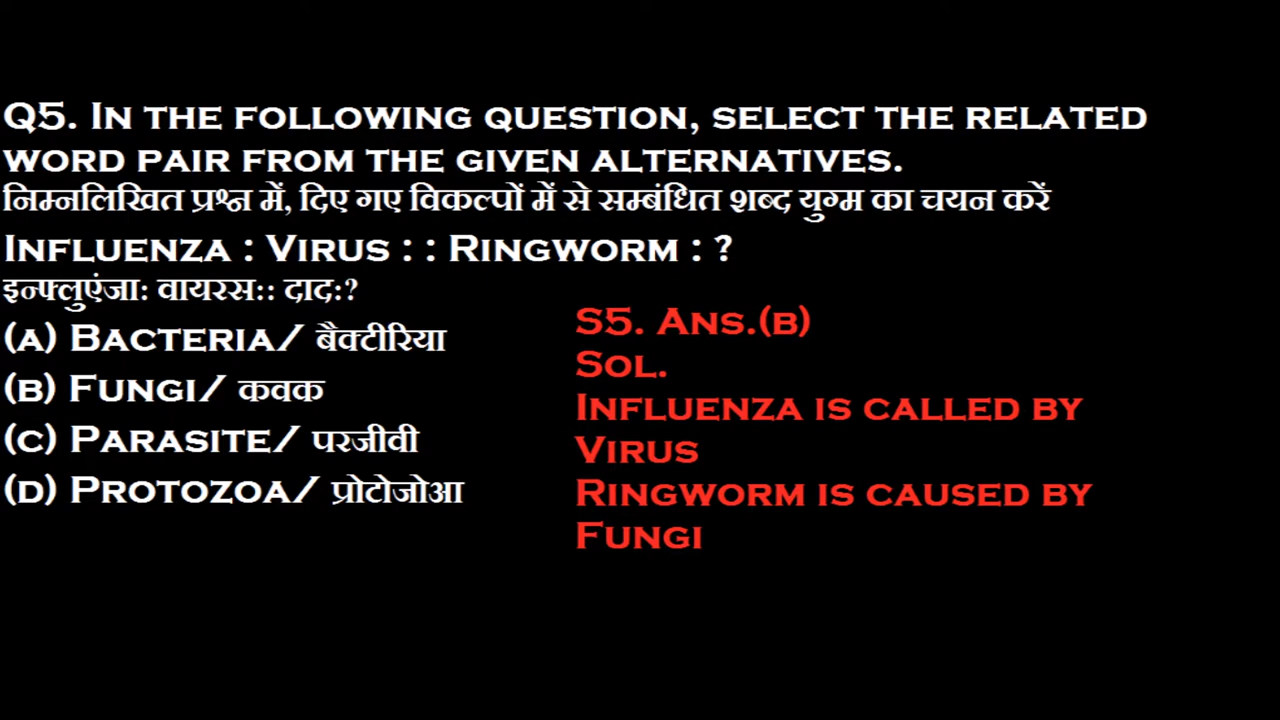 Q5. In the following question, select the related
word pair from the given alternatives.
निम्नलिखित प्रश्न में, दिए गए विकल्पों में से सम्बंधित शब्द युग्म का चयन करें
Influenza : Virus : : Ringworm : ?
इन्फ्लुएंजा: वायरस:: दाद:?
(a) Bacteria/ बैक्टीरिया
(b) Fungi/ कवक
(c) Parasite/ परजीवी
(d) Protozoa/ प्रोटोजोआ
S5. Ans.(b)
Sol.
Influenza is called by
Virus
Ringworm is caused by
Fungi